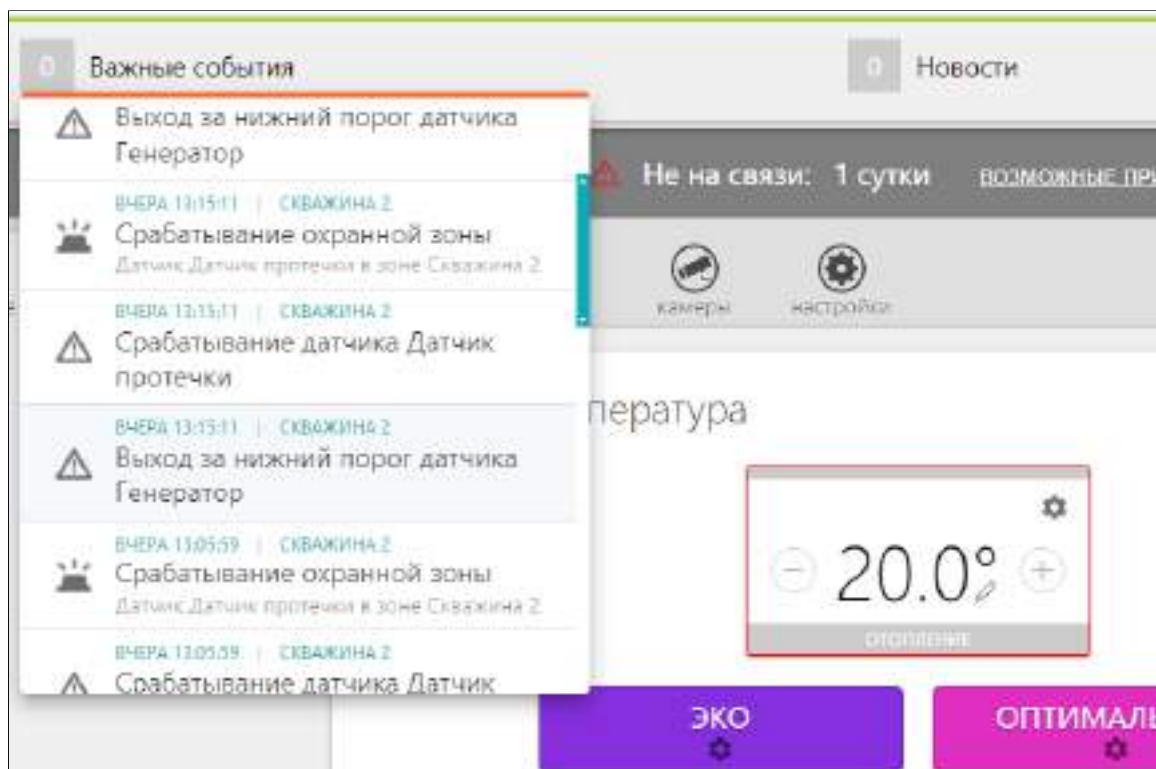 0 Важные события
0 Новости
Выход за нижний порог датчика
Генератор
ВЧЕРА 13:15:11 | СКВАЖИНА 2
Срабатывание охранной зоны
Датчик Датчик протечки в зоне Скважина 2
ВЧЕРА 13:15:11 | СКВАЖИНА 2
Срабатывание датчика Датчик
протечки
ВЧЕРА 13:15:11 | СКВАЖИНА 2
Выход за нижний порог датчика
Генератор
ВЧЕРА 13:05:59 | СКВАЖИНА 2
Срабатывание охранной зоны
Датчик Датчик протечки в зоне Скважина 2
ВЧЕРА 13:05:59 | СКВАЖИНА 2
Срабатывание датчика Датчик
Не на связи: 1 сутки
ВОЗМОЖНЫЕ ПРИ
камеры
настройки
пература
20.0°
ОТОПЛЕНИЕ
ЭКО
ОПТИМАЛЬ